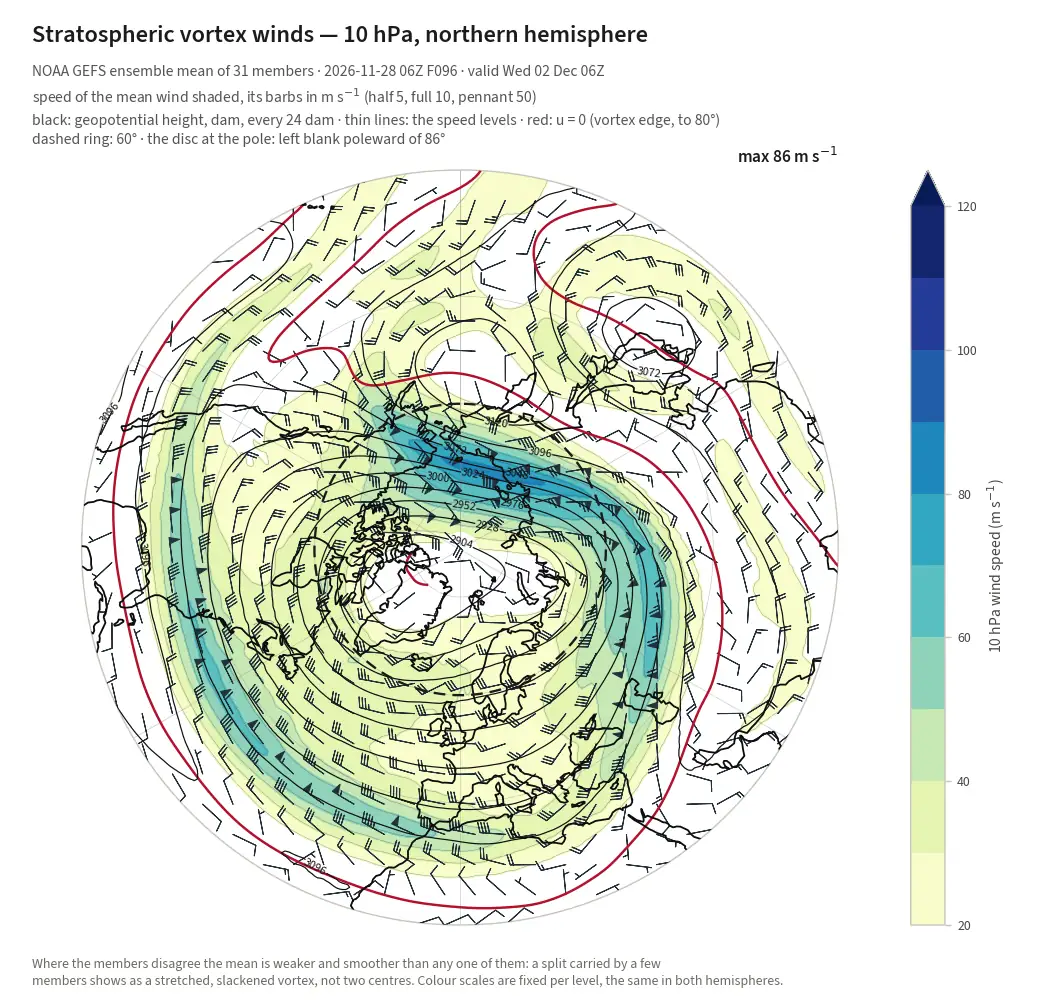 Stratospheric vortex winds — 10 hPa, northern hemisphere
NOAA GEFS ensemble mean of 31 members · 2026-11-28 06Z F096 · valid Wed 02 Dec 06Z
speed of the mean wind shaded, its barbs in m s⁻¹ (half 5, full 10, pennant 50)
black: geopotential height, dam, every 24 dam · thin lines: the speed levels · red: u = 0 (vortex edge, to 80°)
dashed ring: 60° · the disc at the pole: left blank poleward of 86°
max 86 m s⁻¹
120
100
80
60
40
20
10 hPa wind speed (m s⁻¹)
3072
3096
3120
3096
3000
3024
2976
2952
2928
2904
3096
Where the members disagree the mean is weaker and smoother than any one of them: a split carried by a few
members shows as a stretched, slackened vortex, not two centres. Colour scales are fixed per level, the same in both hemispheres.